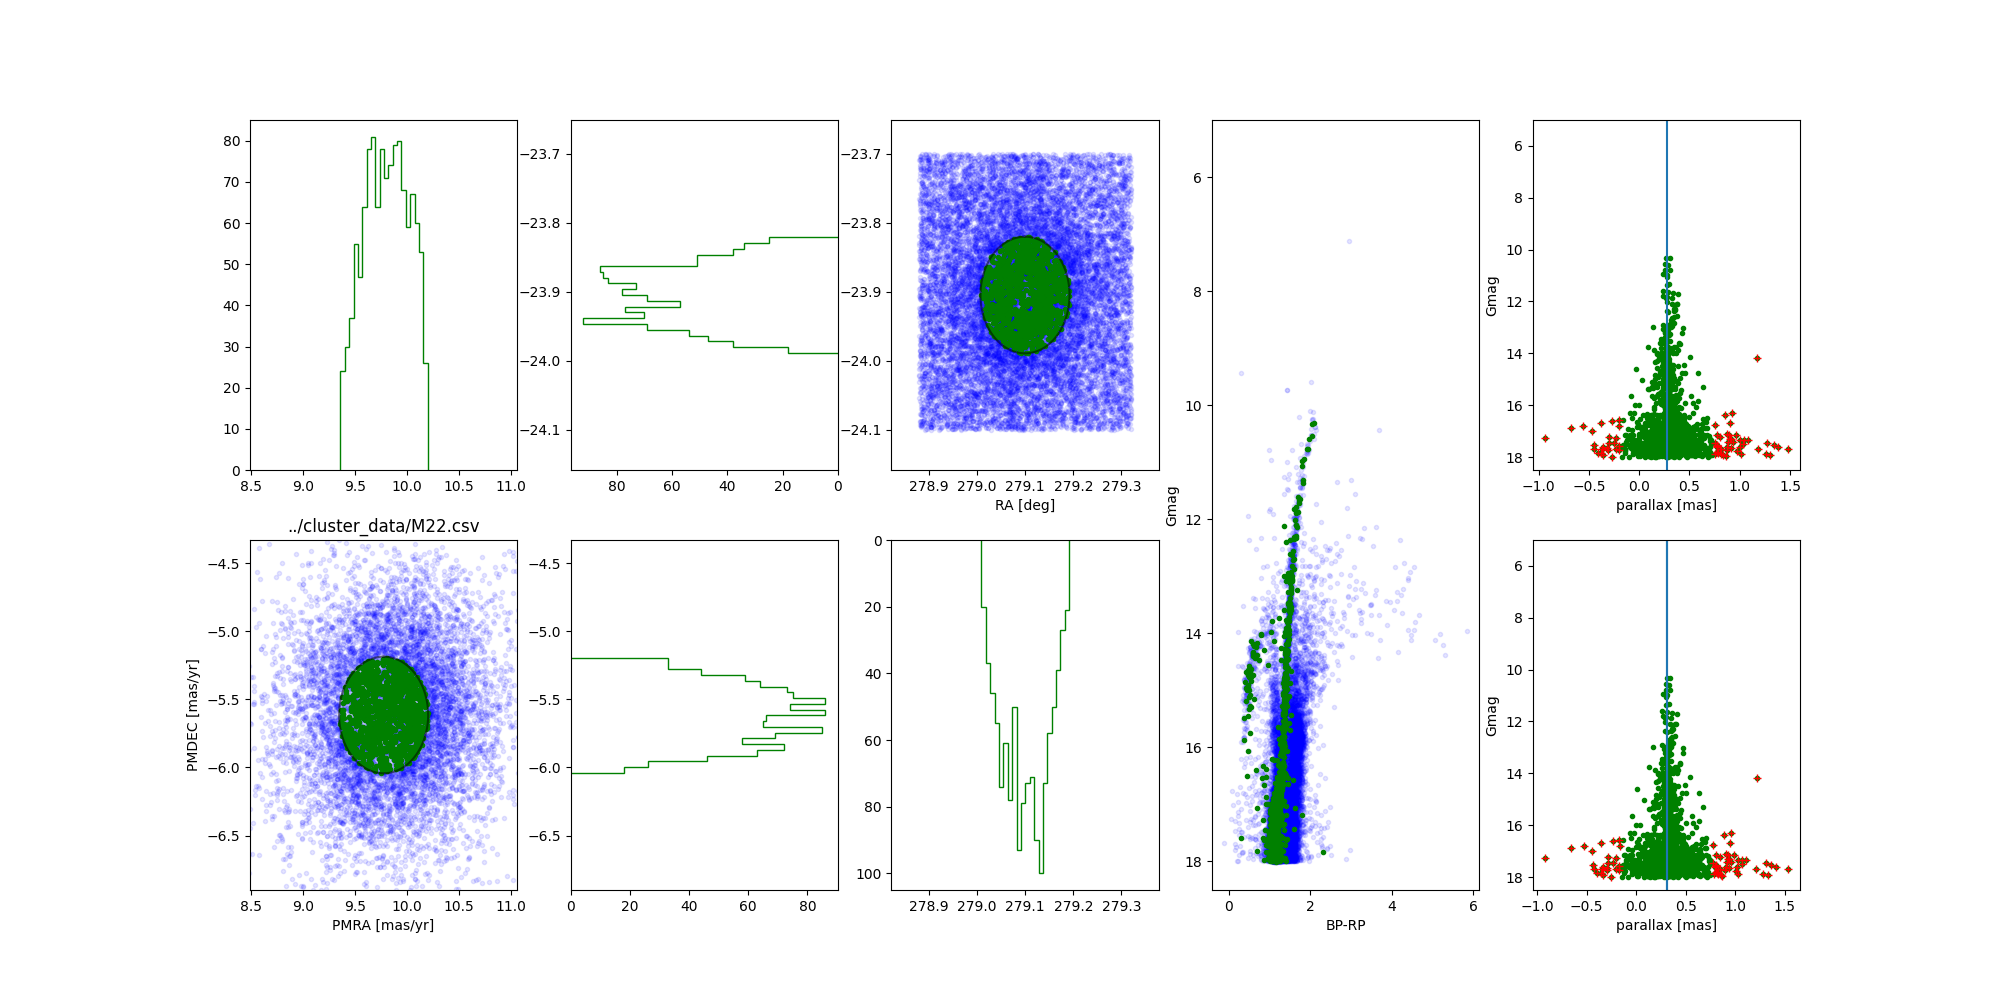 80
70
60
50
40
30
20
10
0
8.5 9.0 9.5 10.0 10.5 11.0
−23.7
−23.8
−23.9
−24.0
−24.1
80 60 40 20 0
−23.7
−23.8
−23.9
−24.0
−24.1
278.9 279.0 279.1 279.2 279.3
RA [deg]
6
8
10
12
14
16
18
Gmag
0 2 4 6
BP-RP
6
8
10
12
14
16
18
Gmag
−1.0 −0.5 0.0 0.5 1.0 1.5
parallax [mas]
../cluster_data/M22.csv
−4.5
−5.0
−5.5
−6.0
−6.5
PMDEC [mas/yr]
8.5 9.0 9.5 10.0 10.5 11.0
PMRA [mas/yr]
−4.5
−5.0
−5.5
−6.0
−6.5
0 20 40 60 80
0
20
40
60
80
100
278.9 279.0 279.1 279.2 279.3
6
8
10
12
14
16
18
Gmag
−1.0 −0.5 0.0 0.5 1.0 1.5
parallax [mas]